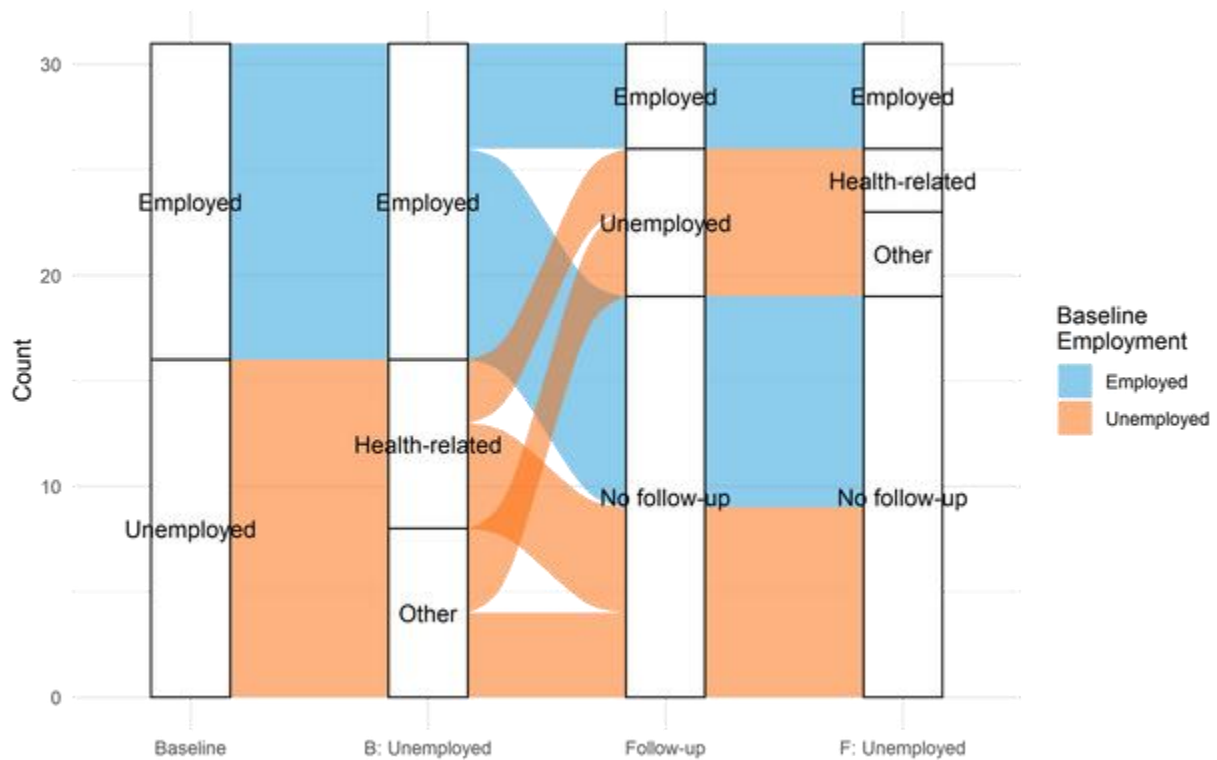 30
20
10
0
Count
Employed
Unemployed
Employed
Health-related
Other
Employed
Unemployed
No follow-up
Employed
Health-related
Other
No follow-up
Baseline
B: Unemployed
Follow-up
F: Unemployed
Baseline
Employment
Employed
Unemployed